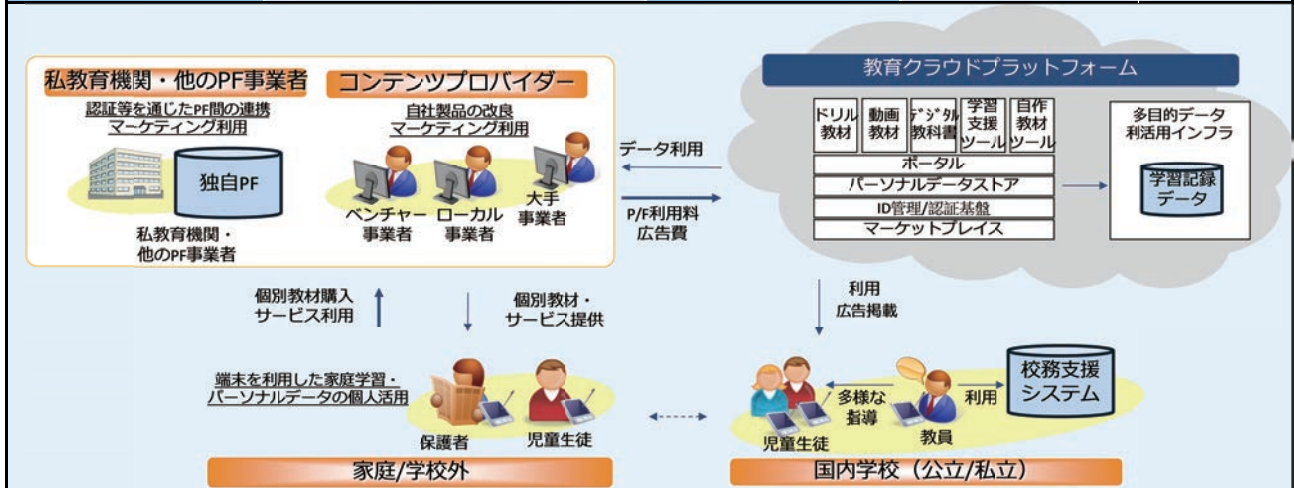 私教育機関・他のPF事業者
認証等を通じたPF間の連携
マーケティング利用
独自PF
私教育機関・
他のPF事業者
コンテンツプロバイダー
自社製品の改良
マーケティング利用
ベンチャー
事業者
ローカル
事業者
大手
事業者
データ利用
P/F利用料
広告費
教育クラウドプラットフォーム
ドリル
教材
動画
教材
デジタル
教科書
学習
支援
ツール
自作
教材
ツール
ポータル
パーソナルデータストア
ID管理/認証基盤
マーケットプレイス
多目的データ
利活用インフラ
学習記録
データ
個別教材購入
サービス利用
個別教材・
サービス提供
利用
広告掲載
端末を利用した家庭学習・
パーソナルデータの個人活用
保護者
児童生徒
家庭/学校外
児童生徒
多様な
指導
教員
利用
校務支援
システム
国内学校（公立/私立）